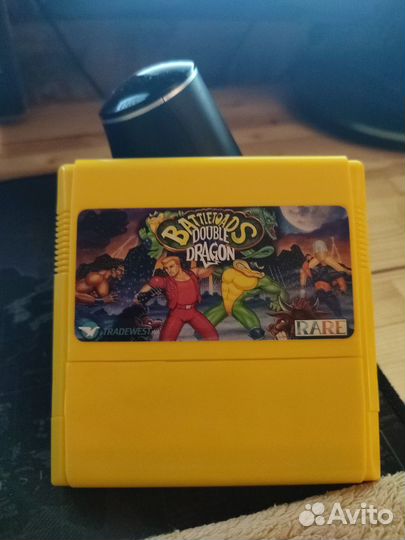 BATTLETOADS
DOUBLE
DRAGON
TRADEWEST
RARE
Avito